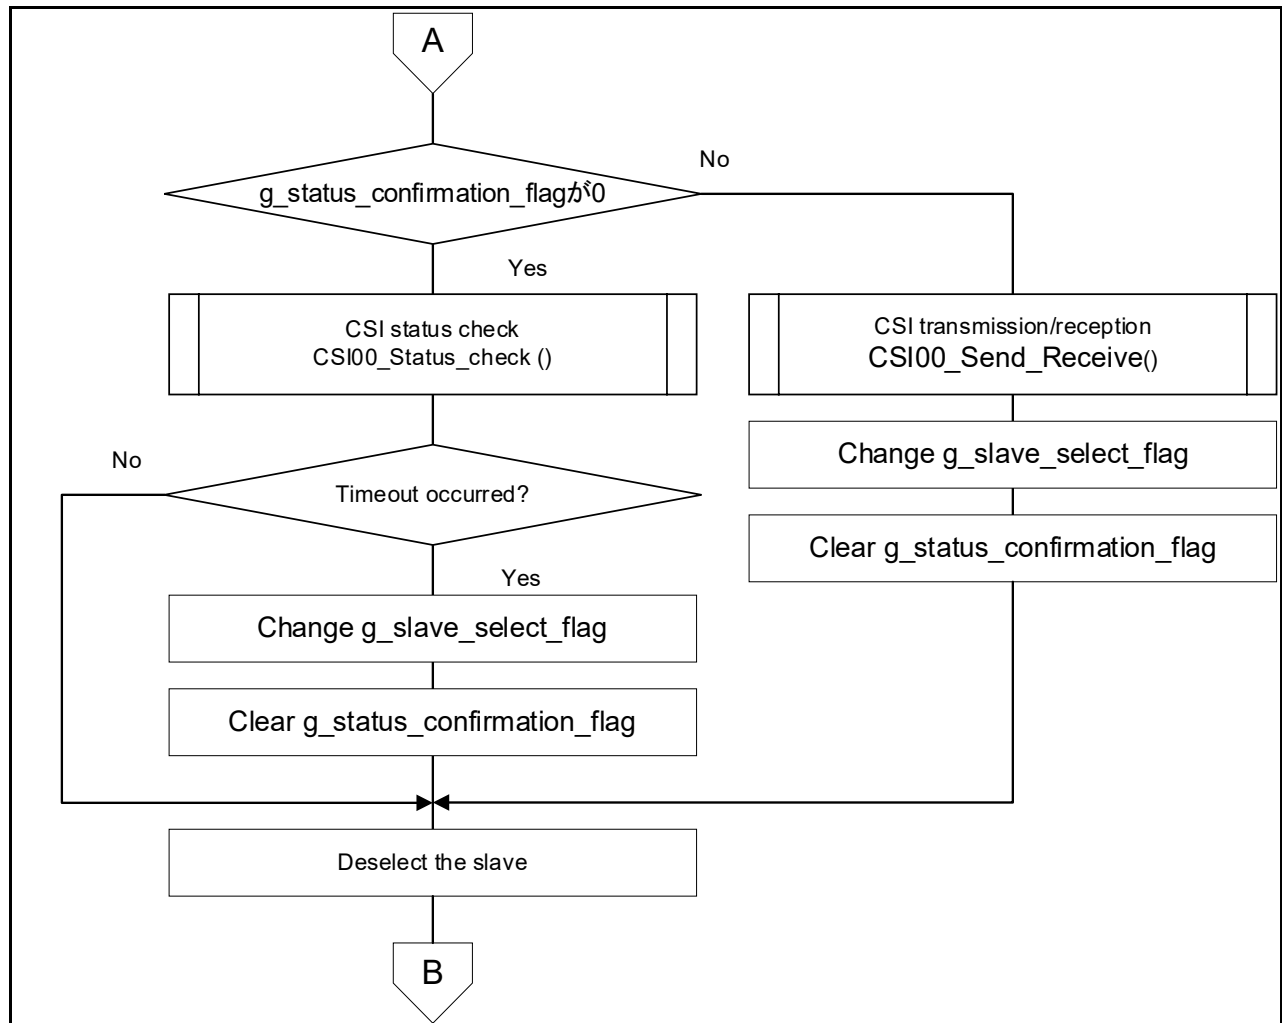 A
No
g_status_confirmation_flagが0
Yes
CSI status check
CSI00_Status_check ()
CSI transmission/reception
CSI00_Send_Receive()
Change g_slave_select_flag
No
Timeout occurred?
Clear g_status_confirmation_flag
Yes
Change g_slave_select_flag
Clear g_status_confirmation_flag
Deselect the slave
B